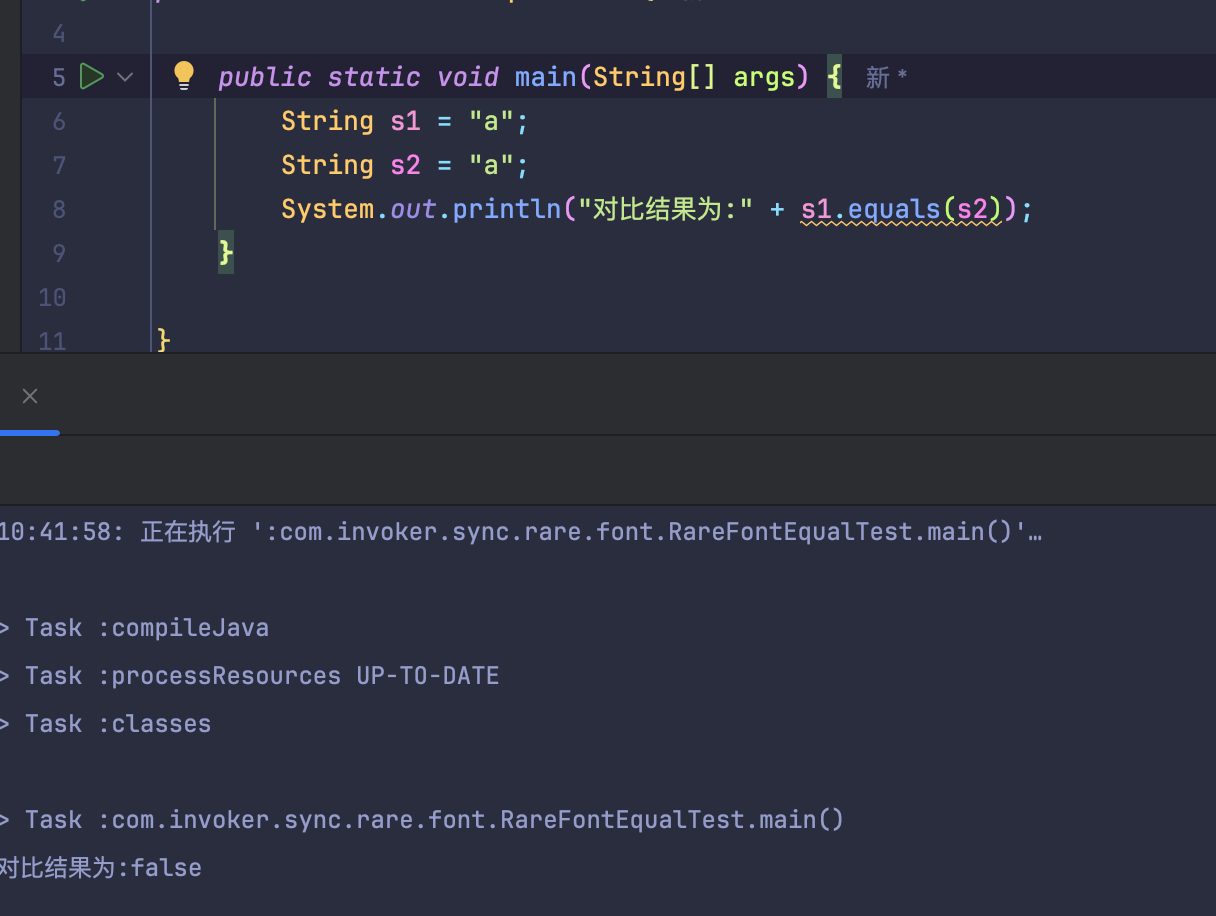 4
5 public static void main(String[] args) { 新 *
6 String s1 = "a";
7 String s2 = "a";
8 System.out.println("对比结果为:" + s1.equals(s2));
9 }
10
11 }
10:41:58: 正在执行 ':com.invoker.sync.rare.font.RareFontEqualTest.main()'…
> Task :compileJava
> Task :processResources UP-TO-DATE
> Task :classes
> Task :com.invoker.sync.rare.font.RareFontEqualTest.main()
对比结果为:false